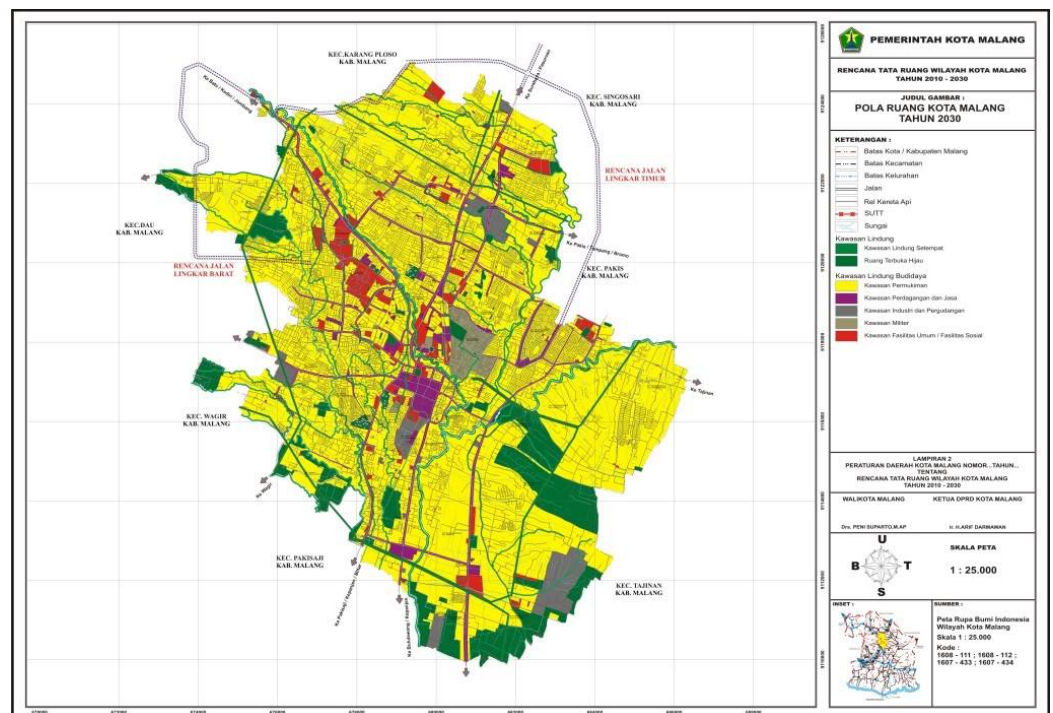 KEC.KARANG PLOSO
KAB. MALANG
KEC. SINGOSARI
KAB. MALANG
RENCANA JALAN
LINGKAR TIMUR
KEC.DAU
KAB. MALANG
RENCANA JALAN
LINGKAR BARAT
KEC. PAKIS
KAB. MALANG
Ke Tajinan
KEC. WAGIR
KAB. MALANG
Ke Wagir
KEC. PAKISAJI
KAB. MALANG
KEC. TAJINAN
KAB. MALANG
PEMERINTAH KOTA MALANG
RENCANA TATA RUANG WILAYAH KOTA MALANG
TAHUN 2010 - 2030
JUDUL GAMBAR :
POLA RUANG KOTA MALANG
TAHUN 2030
KETERANGAN :
Batas Kota / Kabupaten Malang
Batas Kecamatan
Batas Kelurahan
Jalan
Rel Kereta Api
SUTT
Sungai
Kawasan Lindung
Kawasan Lindung Setempat
Ruang Terbuka Hijau
Kawasan Lindung Budidaya
Kawasan Permukiman
Kawasan Perdagangan dan Jasa
Kawasan Industri dan Pergudangan
Kawasan Militer
Kawasan Fasilitas Umum / Fasilitas Sosial
LAMPIRAN 2
PERATURAN DAERAH KOTA MALANG NOMOR...TAHUN...
TENTANG
RENCANA TATA RUANG WILAYAH KOTA MALANG
TAHUN 2010 - 2030
WALIKOTA MALANG KETUA DPRD KOTA MALANG
Drs. PENI SUPARTO,M.AP Ir. H.ARIF DARMAWAN
U
B T
S
SKALA PETA
1 : 25.000
INSET :
SUMBER :
Peta Rupa Bumi Indonesia
Wilayah Kota Malang
Skala 1 : 25.000
Kode :
1608 - 111 ; 1608 - 112 ;
1607 - 433 ; 1607 - 434